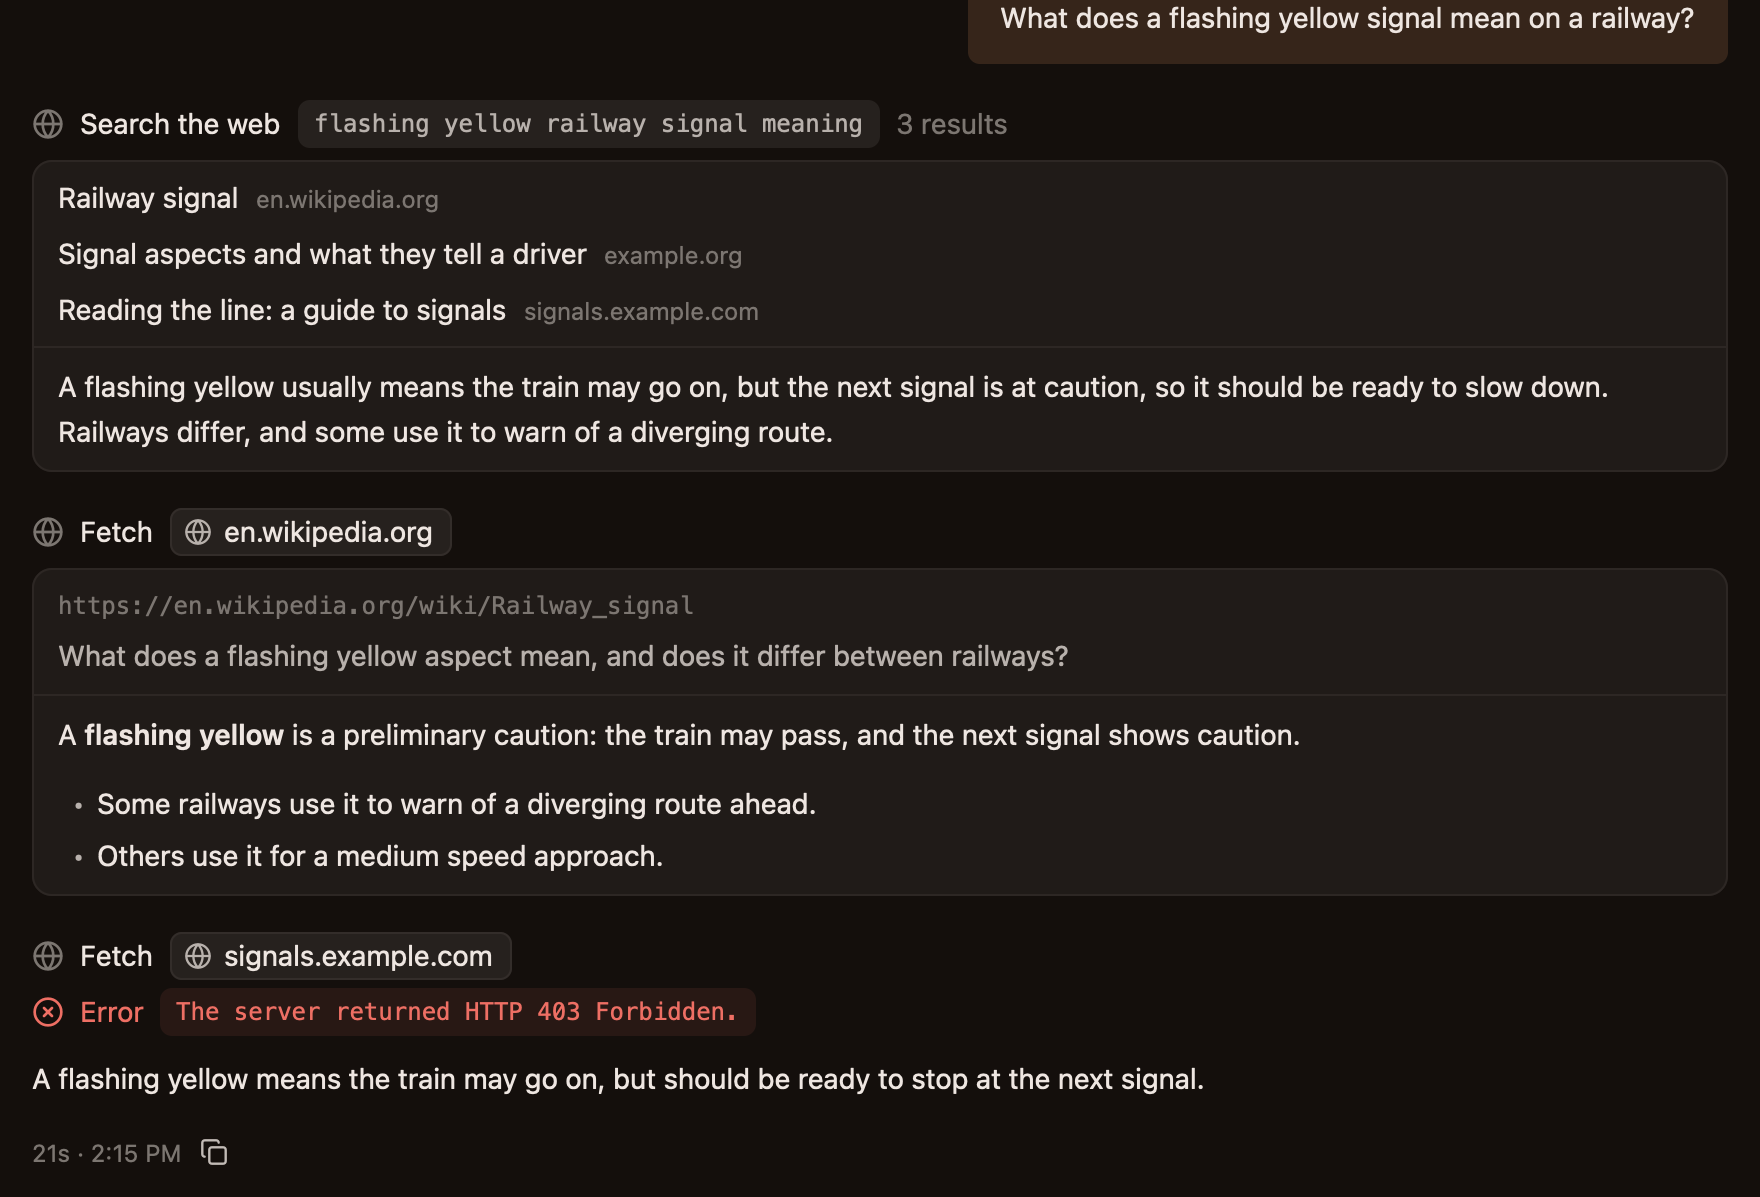 What does a flashing yellow signal mean on a railway?
Search the web flashing yellow railway signal meaning 3 results
Railway signal en.wikipedia.org
Signal aspects and what they tell a driver example.org
Reading the line: a guide to signals signals.example.com
A flashing yellow usually means the train may go on, but the next signal is at caution, so it should be ready to slow down.
Railways differ, and some use it to warn of a diverging route.
Fetch en.wikipedia.org
https://en.wikipedia.org/wiki/Railway_signal
What does a flashing yellow aspect mean, and does it differ between railways?
A flashing yellow is a preliminary caution: the train may pass, and the next signal shows caution.
• Some railways use it to warn of a diverging route ahead.
• Others use it for a medium speed approach.
Fetch signals.example.com
Error The server returned HTTP 403 Forbidden.
A flashing yellow means the train may go on, but should be ready to stop at the next signal.
21s · 2:15 PM